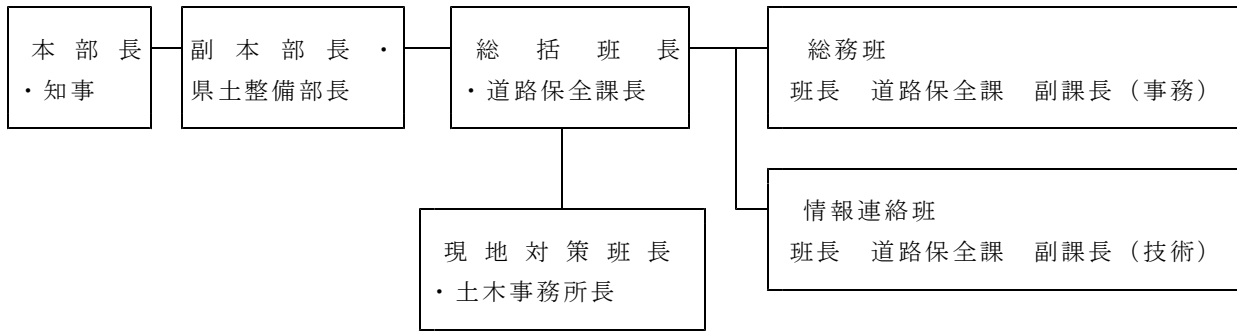 本部長
・知事
副本部長・
県土整備部長
総括班長
・道路保全課長
総務班
班長　道路保全課　副課長（事務）
情報連絡班
班長　道路保全課　副課長（技術）
現地対策班長
・土木事務所長